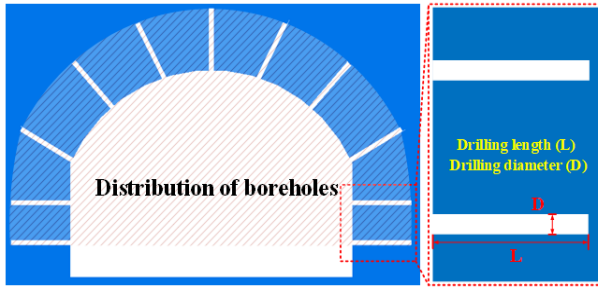 Distribution of boreholes
Drilling length (L)
Drilling diameter (D)
D
L